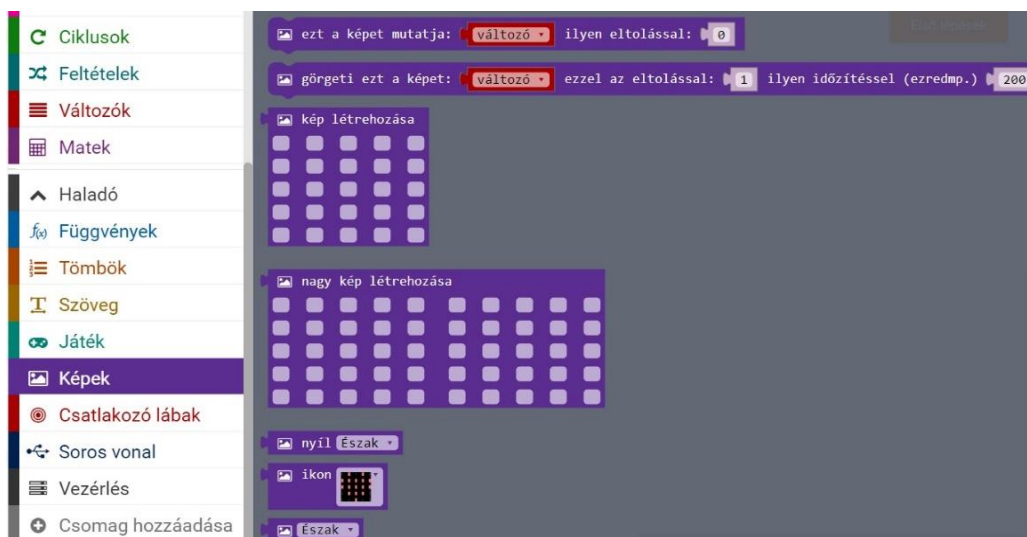 Ciklusok
Feltételek
Változók
Matek
Haladó
f(x) Függvények
Tömbök
Szöveg
Játék
Képek
Csatlakozó lábak
Soros vonal
Vezérlés
Csomag hozzáadása
ezt a képet mutatja: változó ilyen eltolással: 0
görgeti ezt a képet: változó ezzel az eltolással: 1 ilyen időzítéssel (ezredmp.) 200
kép létrehozása
nagy kép létrehozása
nyíl Észak
ikon
Észak